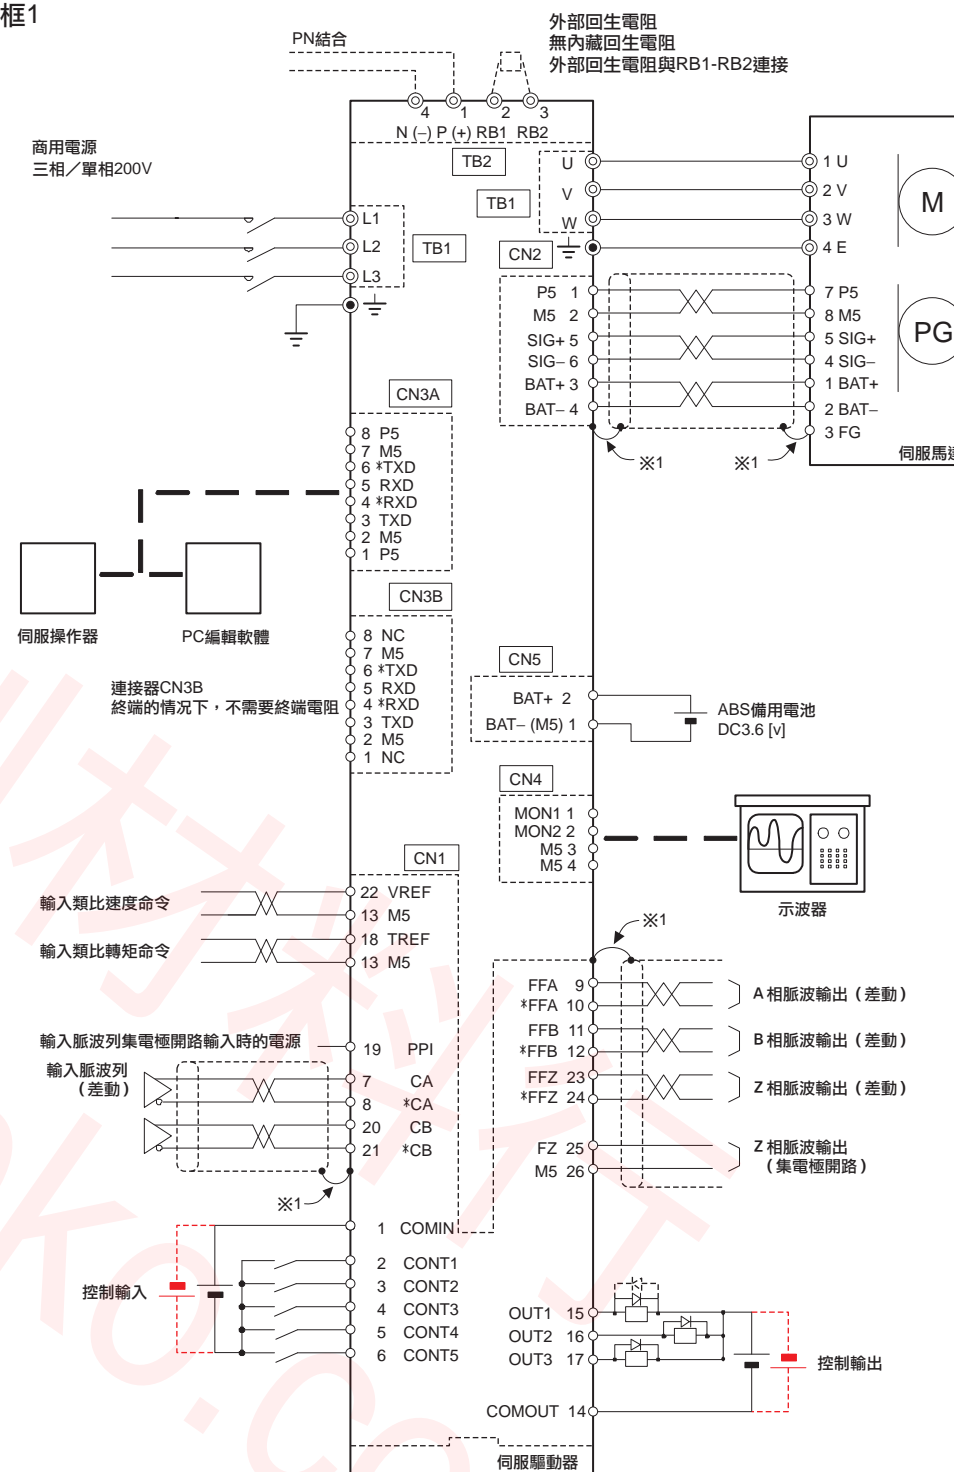 框1
PN結合
外部回生電阻
無內藏回生電阻
外部回生電阻與RB1-RB2連接
4 1 2 3
N (−) P (+) RB1 RB2
TB2
商用電源
三相／單相200V
L1
L2
L3
TB1
TB1
U
V
W
1 U
2 V
3 W
4 E
M
CN2
P5 1
M5 2
SIG+ 5
SIG− 6
BAT+ 3
BAT− 4
7 P5
8 M5
5 SIG+
4 SIG−
1 BAT+
2 BAT−
3 FG
PG
※1
※1
伺服馬達
CN3A
8 P5
7 M5
6 *TXD
5 RXD
4 *RXD
3 TXD
2 M5
1 P5
伺服操作器
PC編輯軟體
CN3B
8 NC
7 M5
6 *TXD
5 RXD
4 *RXD
3 TXD
2 M5
1 NC
連接器CN3B
終端的情況下，不需要終端電阻
CN5
BAT+ 2
BAT− (M5) 1
ABS備用電池
DC3.6 [v]
CN4
MON1 1
MON2 2
M5 3
M5 4
示波器
CN1
輸入類比速度命令
22 VREF
13 M5
輸入類比轉矩命令
18 TREF
13 M5
輸入脈波列集電極開路輸入時的電源
19 PPI
輸入脈波列
（差動）
7 CA
8 *CA
20 CB
21 *CB
※1
※1
FFA 9
*FFA 10
A相脈波輸出（差動）
FFB 11
*FFB 12
B相脈波輸出（差動）
FFZ 23
*FFZ 24
Z相脈波輸出（差動）
FZ 25
M5 26
Z相脈波輸出
（集電極開路）
1 COMIN
2 CONT1
3 CONT2
4 CONT3
5 CONT4
6 CONT5
控制輸入
OUT1 15
OUT2 16
OUT3 17
COMOUT 14
控制輸出
伺服驅動器
材料行
oko.co